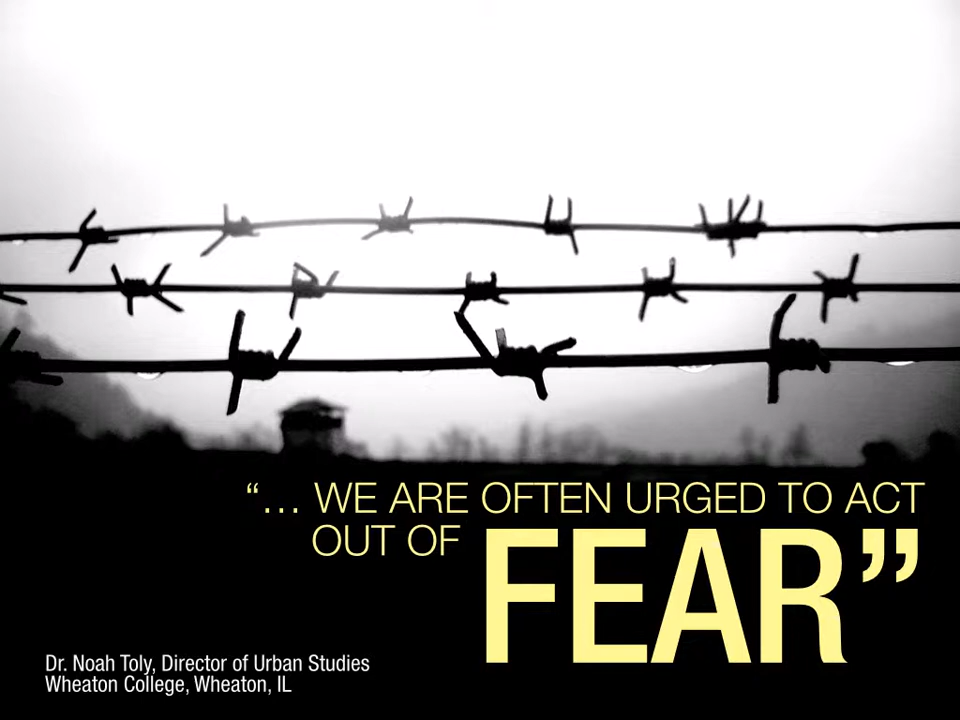 “… WE ARE OFTEN URGED TO ACT
OUT OF FEAR”
Dr. Noah Toly, Director of Urban Studies
Wheaton College, Wheaton, IL